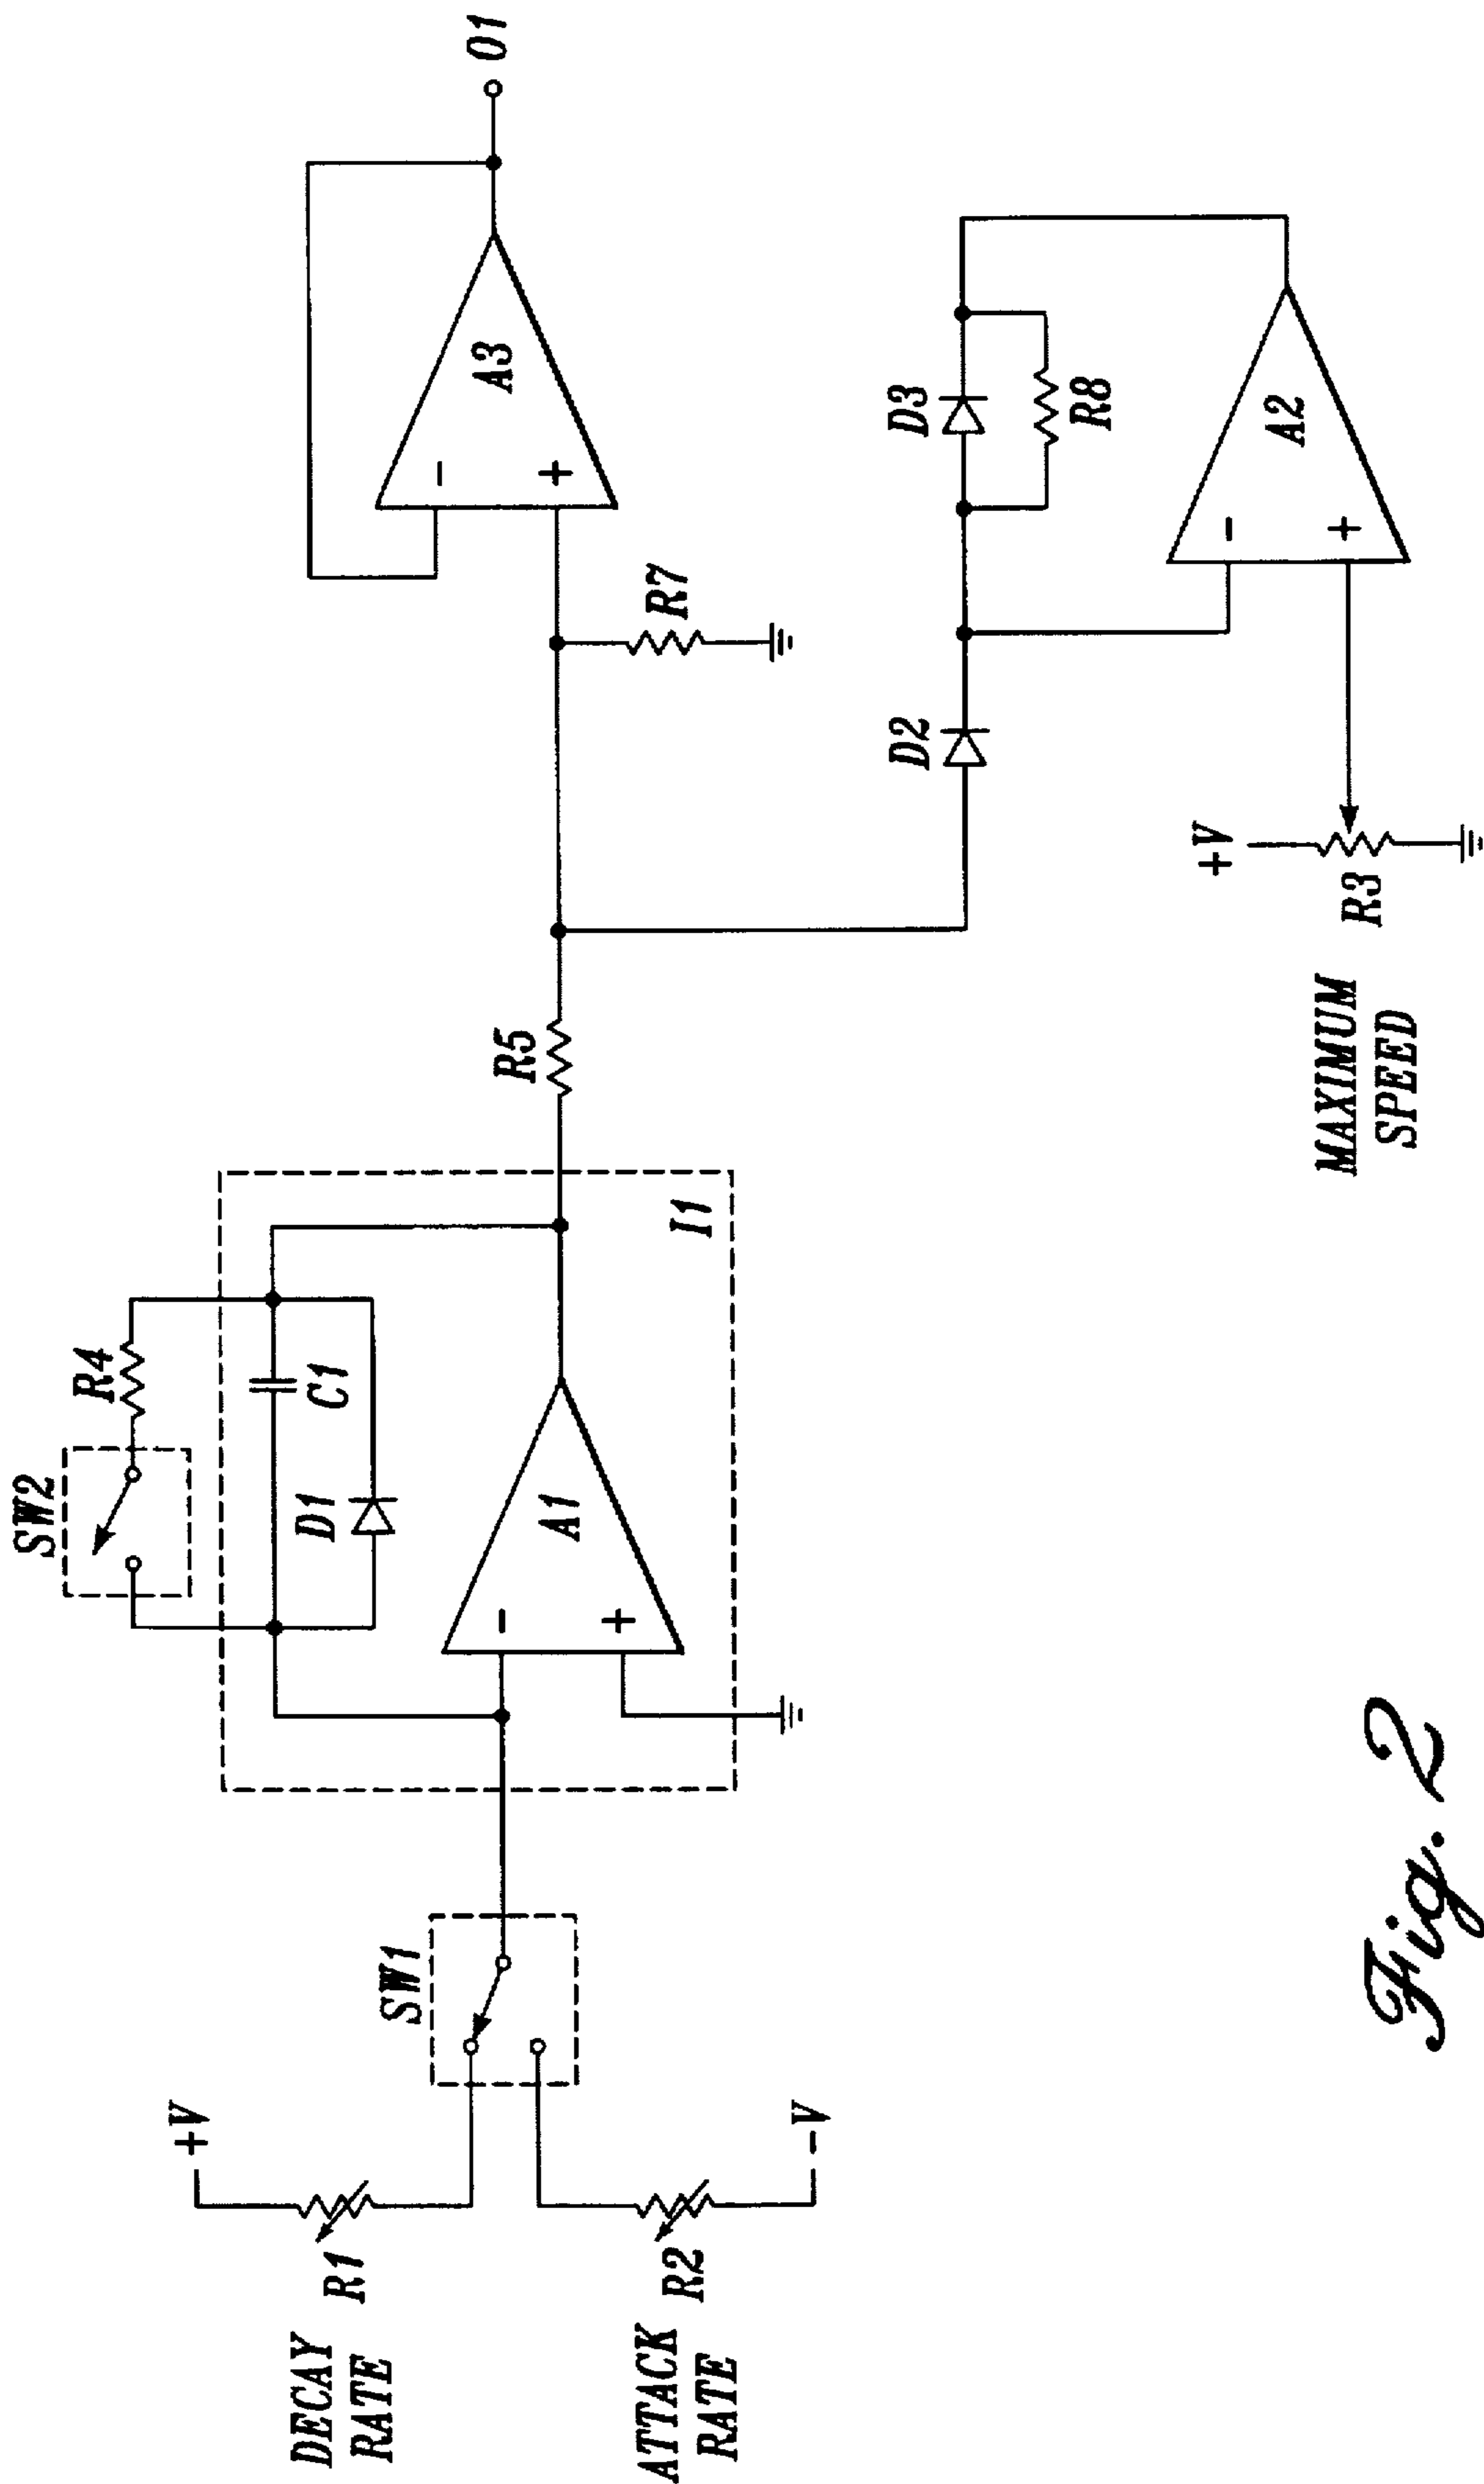 SW2
R4
+V
D1
C1
SW1
DECAY
RATE
R1
-
A1
+
I1
R5
-
A3
+
O1
R7
ATTACK
RATE
R2
-V
D2
D3
R8
+V
-
A2
+
R3
MAXIMUM
SPEED
Fig. 2